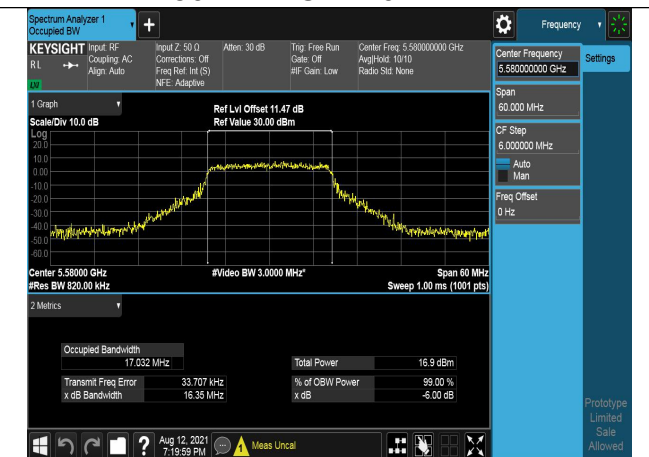 Spectrum Analyzer 1
Occupied BW
+
Frequency
KEYSIGHT
R L
Input: RF
Coupling: AC
Align: Auto
Input Z: 50 Ω
Corrections: Off
Freq Ref: Int (S)
NFE: Adaptive
Atten: 30 dB
Trig: Free Run
Gate: Off
#IF Gain: Low
Center Freq: 5.580000000 GHz
Avg|Hold: 10/10
Radio Std: None
LXI
Center Frequency
5.580000000 GHz
Settings
Span
60.000 MHz
CF Step
6.000000 MHz
Auto
Man
Freq Offset
0 Hz
1 Graph
Scale/Div 10.0 dB
Ref Lvl Offset 11.47 dB
Ref Value 30.00 dBm
Log
20.0
10.0
0.00
-10.0
-20.0
-30.0
-40.0
-50.0
-60.0
Center 5.58000 GHz
#Res BW 820.00 kHz
#Video BW 3.0000 MHz*
Span 60 MHz
Sweep 1.00 ms (1001 pts)
2 Metrics
Occupied Bandwidth
17.032 MHz
Total Power 16.9 dBm
Transmit Freq Error 33.707 kHz
% of OBW Power 99.00 %
x dB Bandwidth 16.35 MHz
x dB -6.00 dB
Prototype
Limited
Sale
Allowed
?
Aug 12, 2021
7:19:59 PM
Meas Uncal